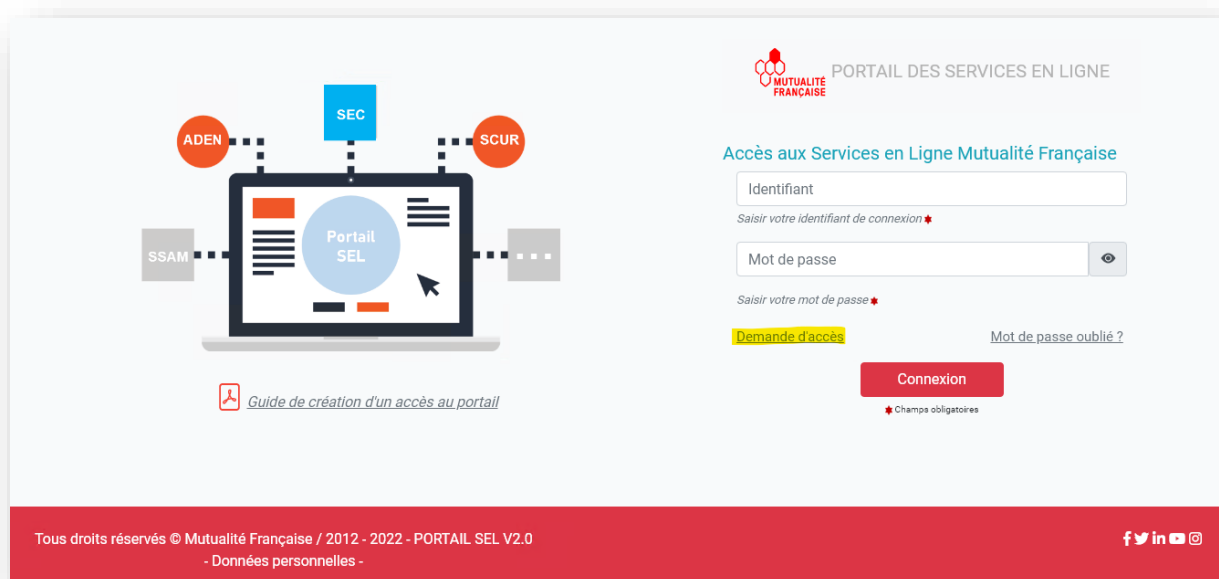 SEC
ADEN
SCUR
SSAM
Portail
SEL
Guide de création d'un accès au portail
MUTUALITÉ
FRANÇAISE
PORTAIL DES SERVICES EN LIGNE
Accès aux Services en Ligne Mutualité Française
Identifiant
Saisir votre identifiant de connexion
Mot de passe
Saisir votre mot de passe
Demande d'accès
Mot de passe oublié ?
Connexion
Champs obligatoires
Tous droits réservés © Mutualité Française / 2012 - 2022 - PORTAIL SEL V2.0
- Données personnelles -